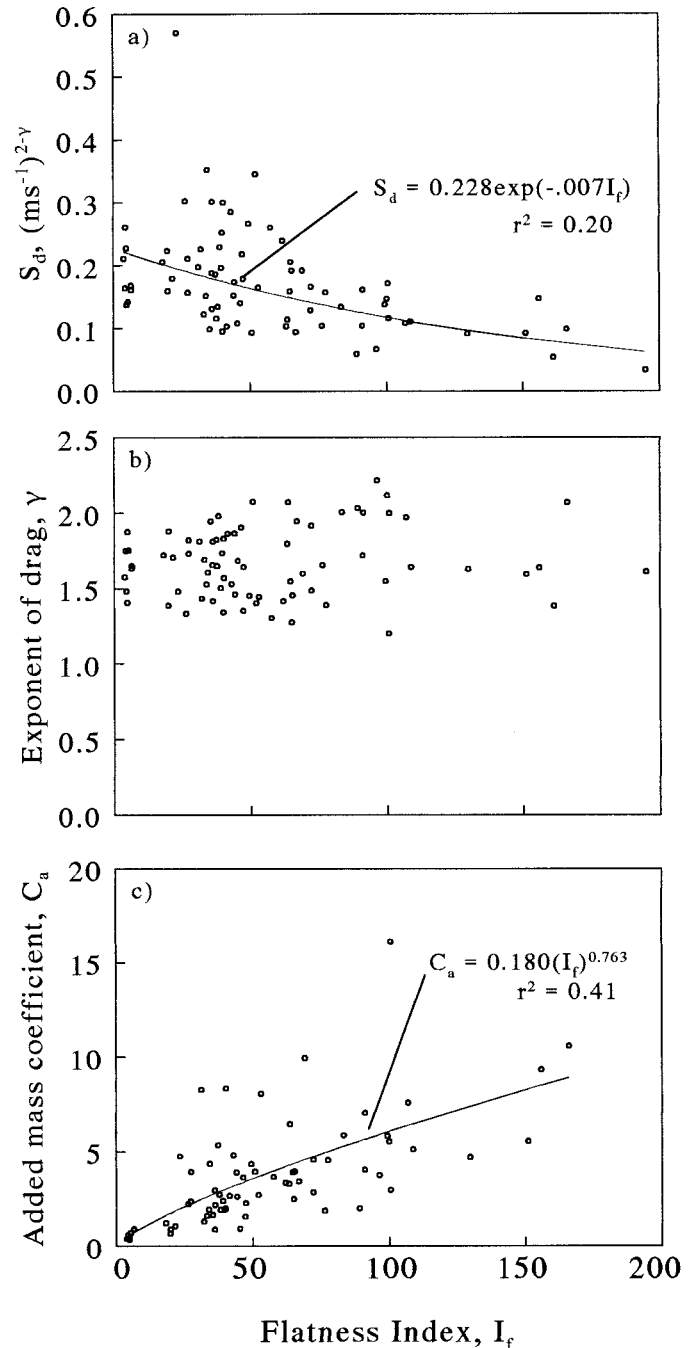 a)
0.6
0.5
0.4
0.3
0.2
0.1
0.0
S_d, (ms^-1)^2-γ
S_d = 0.228exp(-.007I_f)
r² = 0.20
b)
2.5
2.0
1.5
1.0
0.5
0.0
Exponent of drag, γ
c)
20
15
10
5
0
Added mass coefficient, C_a
C_a = 0.180(I_f)^0.763
r² = 0.41
0 50 100 150 200
Flatness Index, I_f